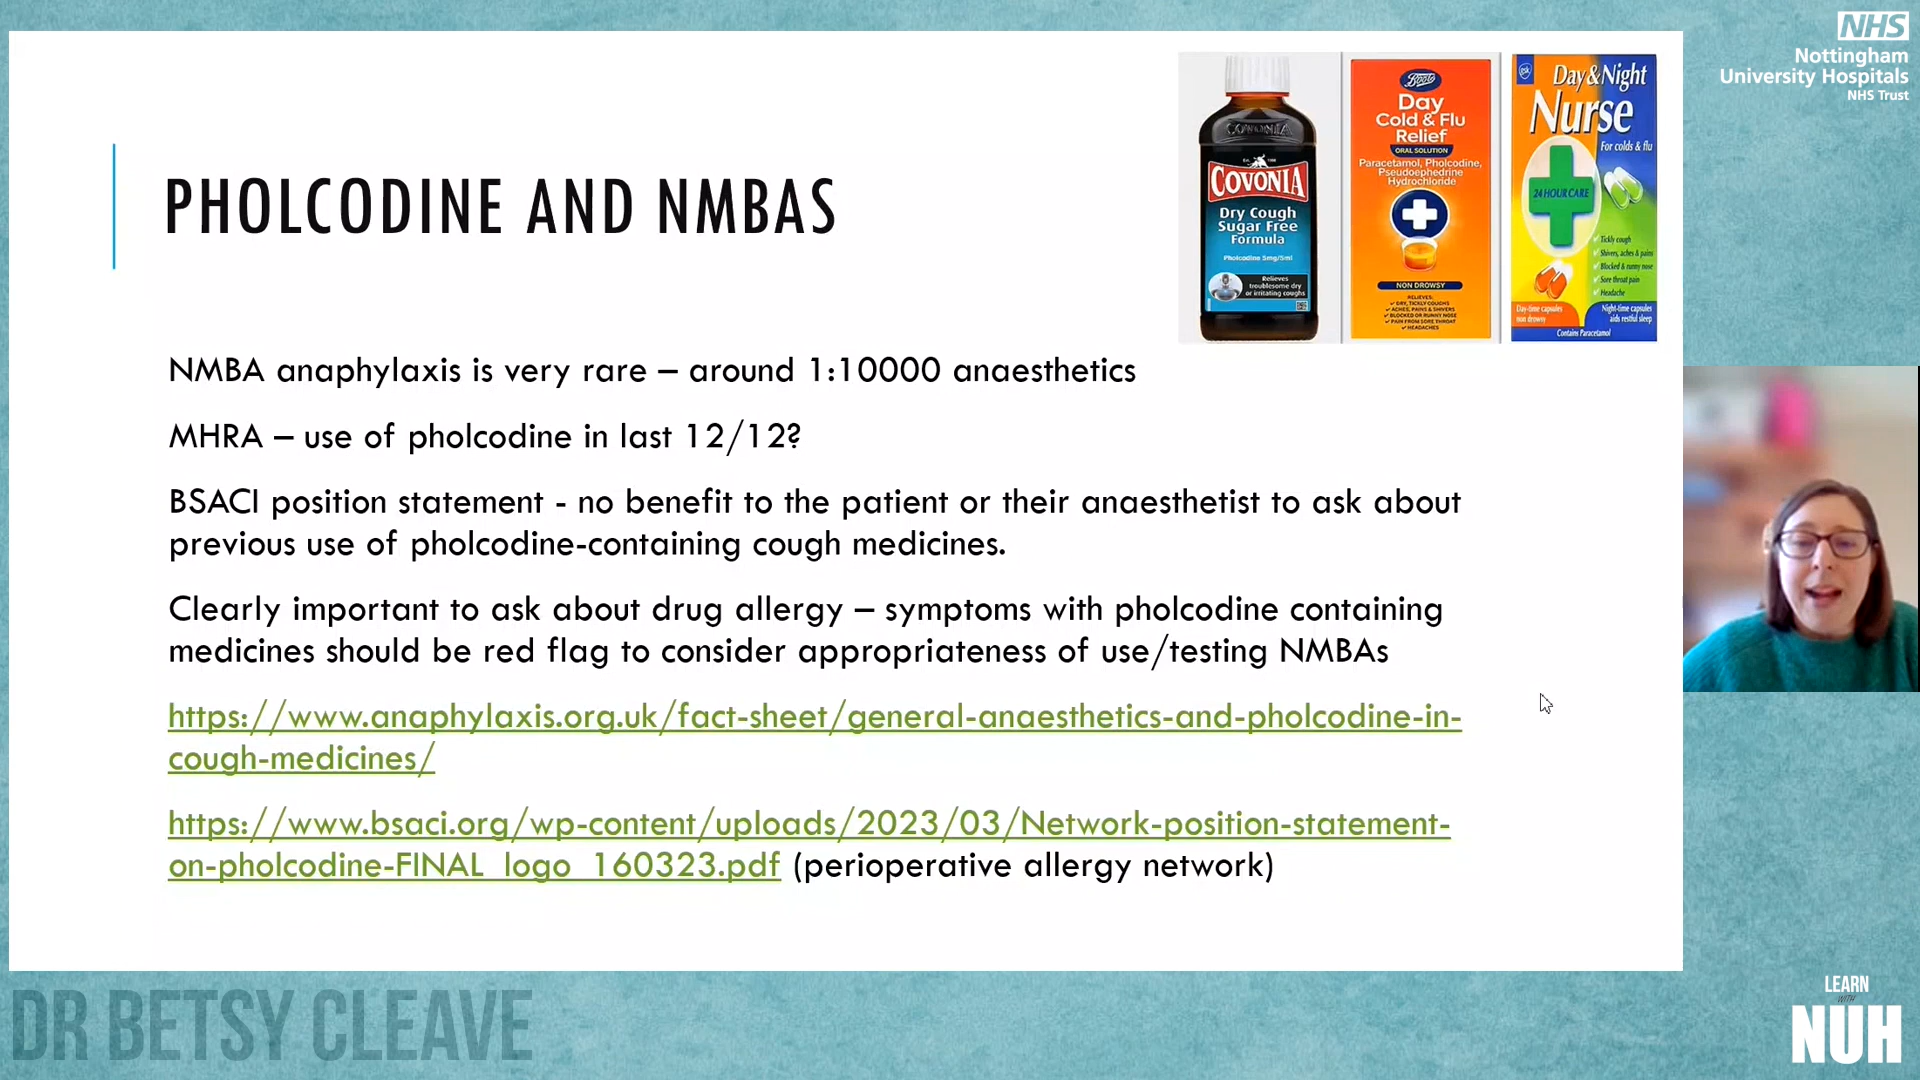 NHS
Nottingham
University Hospitals
NHS Trust
PHOLCODINE AND NMBAS
COVONIA
COVONIA
Dry Cough
Sugar Free
Formula
Pholcodine 5mg/5ml
Relieves
troublesome dry
or irritating coughs
Boots
Day
Cold & Flu
Relief
ORAL SOLUTION
Paracetamol, Pholcodine,
Pseudoephedrine
Hydrochloride
NON DROWSY
RELIEVES:
✓ DRY, TICKLY COUGHS
✓ ACHES, PAINS & SHIVERS
✓ BLOCKED OR RUNNY NOSE
✓ PAIN FROM SORE THROAT
✓ HEADACHES
gsk
Day & Night
Nurse
For colds & flu
24 HOUR CARE
✓ Tickly cough
✓ Shivers, aches & pains
✓ Blocked & runny nose
✓ Sore throat pain
✓ Headache
Day-time capsules
non drowsy
Night-time capsules
aids restful sleep
Contains Paracetamol
NMBA anaphylaxis is very rare – around 1:10000 anaesthetics
MHRA – use of pholcodine in last 12/12?
BSACI position statement - no benefit to the patient or their anaesthetist to ask about
previous use of pholcodine-containing cough medicines.
Clearly important to ask about drug allergy – symptoms with pholcodine containing
medicines should be red flag to consider appropriateness of use/testing NMBAs
https://www.anaphylaxis.org.uk/fact-sheet/general-anaesthetics-and-pholcodine-in-
cough-medicines/
https://www.bsaci.org/wp-content/uploads/2023/03/Network-position-statement-
on-pholcodine-FINAL_logo_160323.pdf (perioperative allergy network)
DR BETSY CLEAVE
LEARN
WITH
NUH